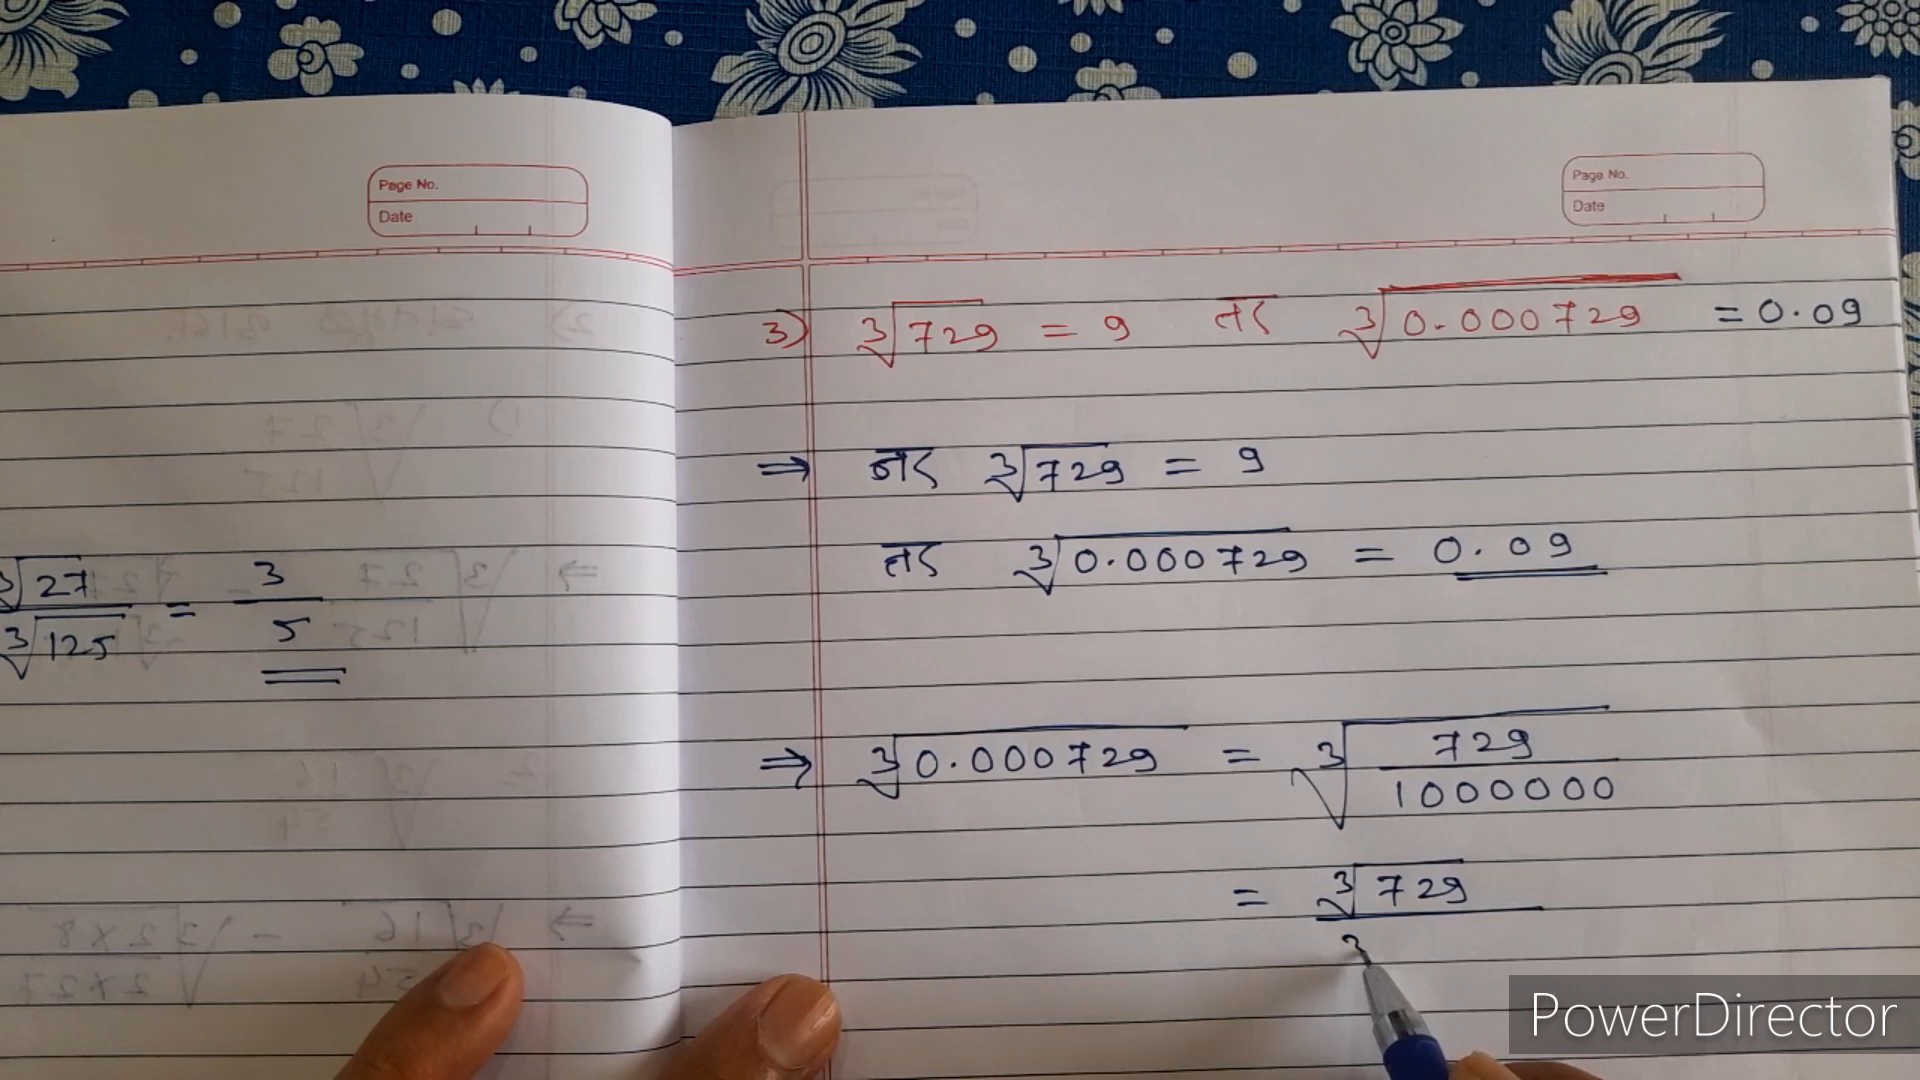 Page No.
Date
∛27 / ∛125 = 3 / 5
Page No.
Date
3) ∛729 = 9 तर ∛0.000729 = 0.09
⇒ जर ∛729 = 9
तर ∛0.000729 = 0.09
⇒ ∛0.000729 = ∛(729 / 1000000)
= ∛729 /
3
PowerDirector